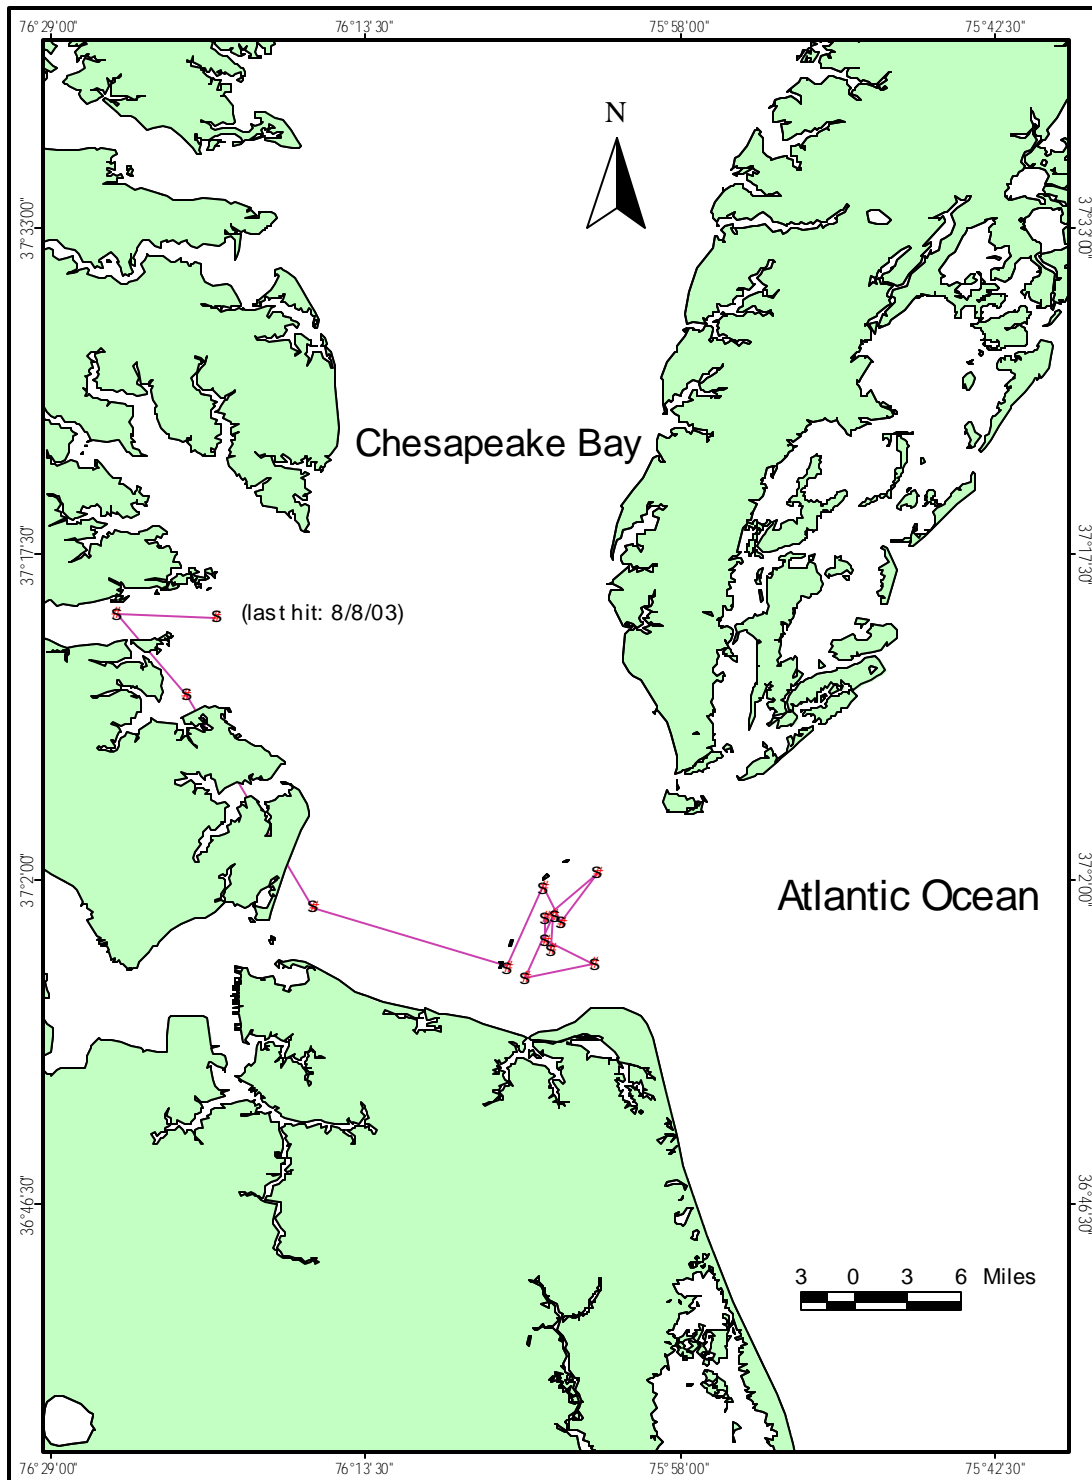 76°29'00" 76°13'30" 75°58'00" 75°42'30"
N
37°33'00" 37°33'00"
Chesapeake Bay
37°17'30" 37°17'30"
(last hit: 8/8/03)
37°2'00" 37°2'00"
Atlantic Ocean
36°46'30" 36°46'30"
3 0 3 6 Miles
76°29'00" 76°13'30" 75°58'00" 75°42'30"